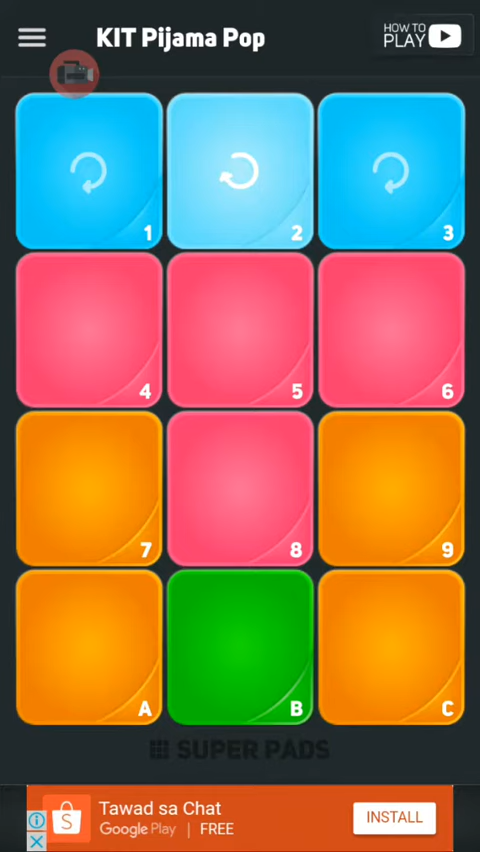 KIT Pijama Pop
HOW TO
PLAY
1
2
3
4
5
6
7
8
9
A
B
C
SUPER PADS
Tawad sa Chat
Google Play | FREE
INSTALL
S